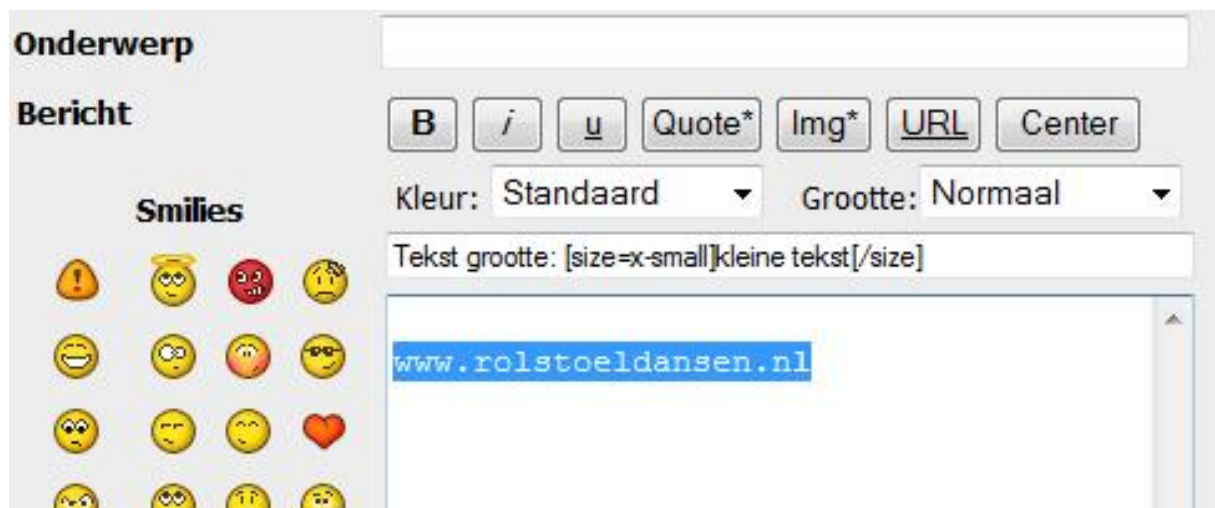 Onderwerp
Bericht
B i u Quote* Img* URL Center
Kleur: Standaard Grootte: Normaal
Smilies
Tekst grootte: [size=x-small]kleine tekst[/size]
www.rolstoeldansen.nl